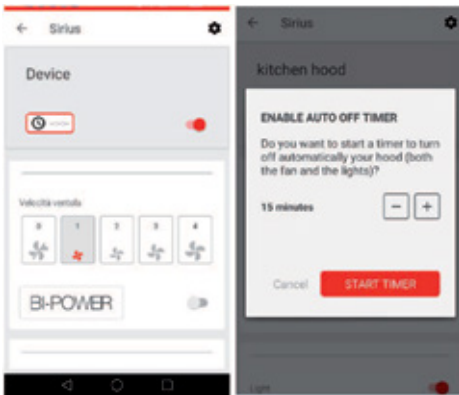 Sirius
Device
Velocità ventola
0 1 2 3 4
BI-POWER
Sirius
kitchen hood
ENABLE AUTO OFF TIMER
Do you want to start a timer to turn
off automatically your hood (both
the fan and the lights)?
15 minutes
Cancel START TIMER
Light